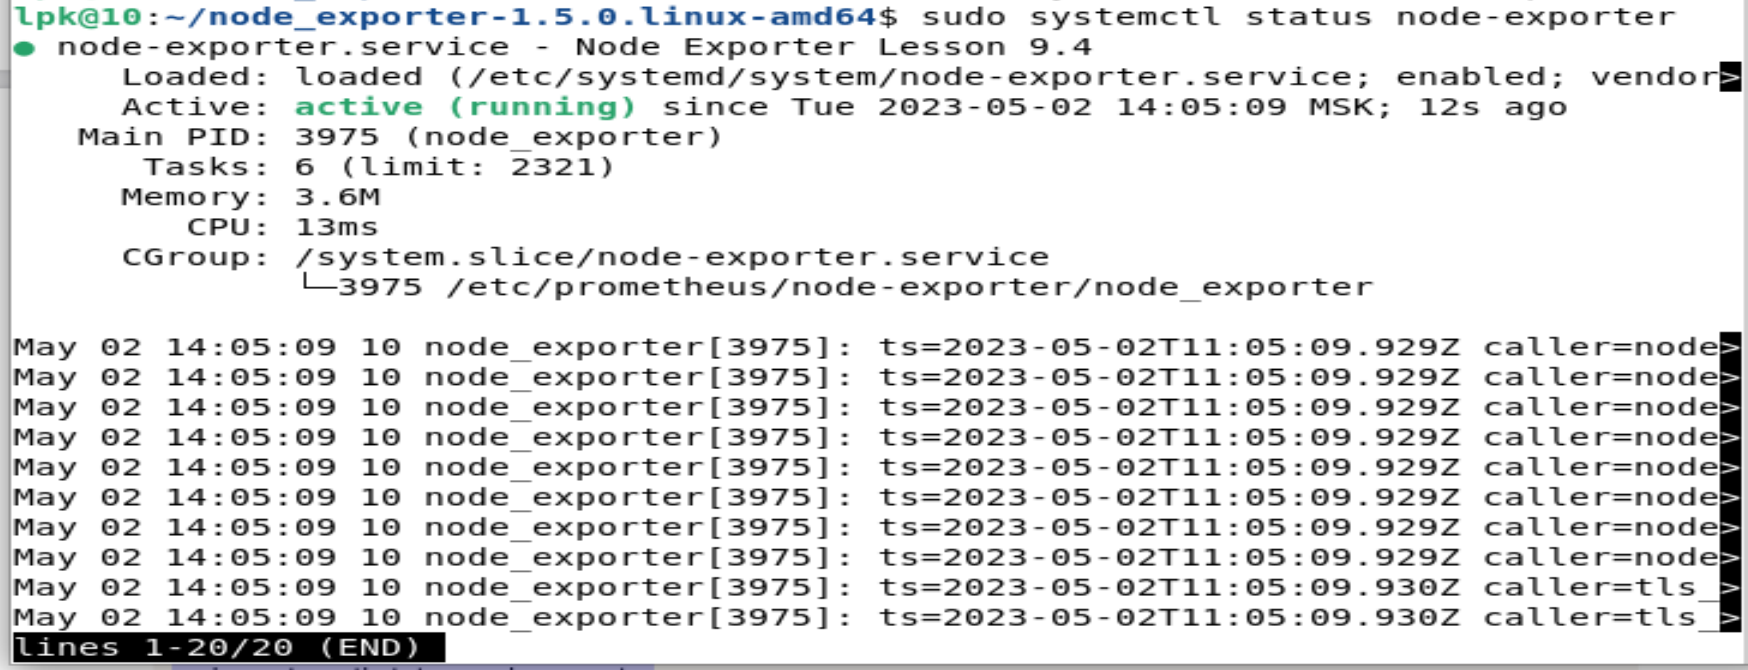 lpk@10:~/node_exporter-1.5.0.linux-amd64$ sudo systemctl status node-exporter
● node-exporter.service - Node Exporter Lesson 9.4
     Loaded: loaded (/etc/systemd/system/node-exporter.service; enabled; vendor>
     Active: active (running) since Tue 2023-05-02 14:05:09 MSK; 12s ago
   Main PID: 3975 (node_exporter)
      Tasks: 6 (limit: 2321)
     Memory: 3.6M
        CPU: 13ms
     CGroup: /system.slice/node-exporter.service
             └─3975 /etc/prometheus/node-exporter/node_exporter
May 02 14:05:09 10 node_exporter[3975]: ts=2023-05-02T11:05:09.929Z caller=node>
May 02 14:05:09 10 node_exporter[3975]: ts=2023-05-02T11:05:09.929Z caller=node>
May 02 14:05:09 10 node_exporter[3975]: ts=2023-05-02T11:05:09.929Z caller=node>
May 02 14:05:09 10 node_exporter[3975]: ts=2023-05-02T11:05:09.929Z caller=node>
May 02 14:05:09 10 node_exporter[3975]: ts=2023-05-02T11:05:09.929Z caller=node>
May 02 14:05:09 10 node_exporter[3975]: ts=2023-05-02T11:05:09.929Z caller=node>
May 02 14:05:09 10 node_exporter[3975]: ts=2023-05-02T11:05:09.929Z caller=node>
May 02 14:05:09 10 node_exporter[3975]: ts=2023-05-02T11:05:09.929Z caller=node>
May 02 14:05:09 10 node_exporter[3975]: ts=2023-05-02T11:05:09.930Z caller=tls_>
May 02 14:05:09 10 node_exporter[3975]: ts=2023-05-02T11:05:09.930Z caller=tls_>
lines 1-20/20 (END)